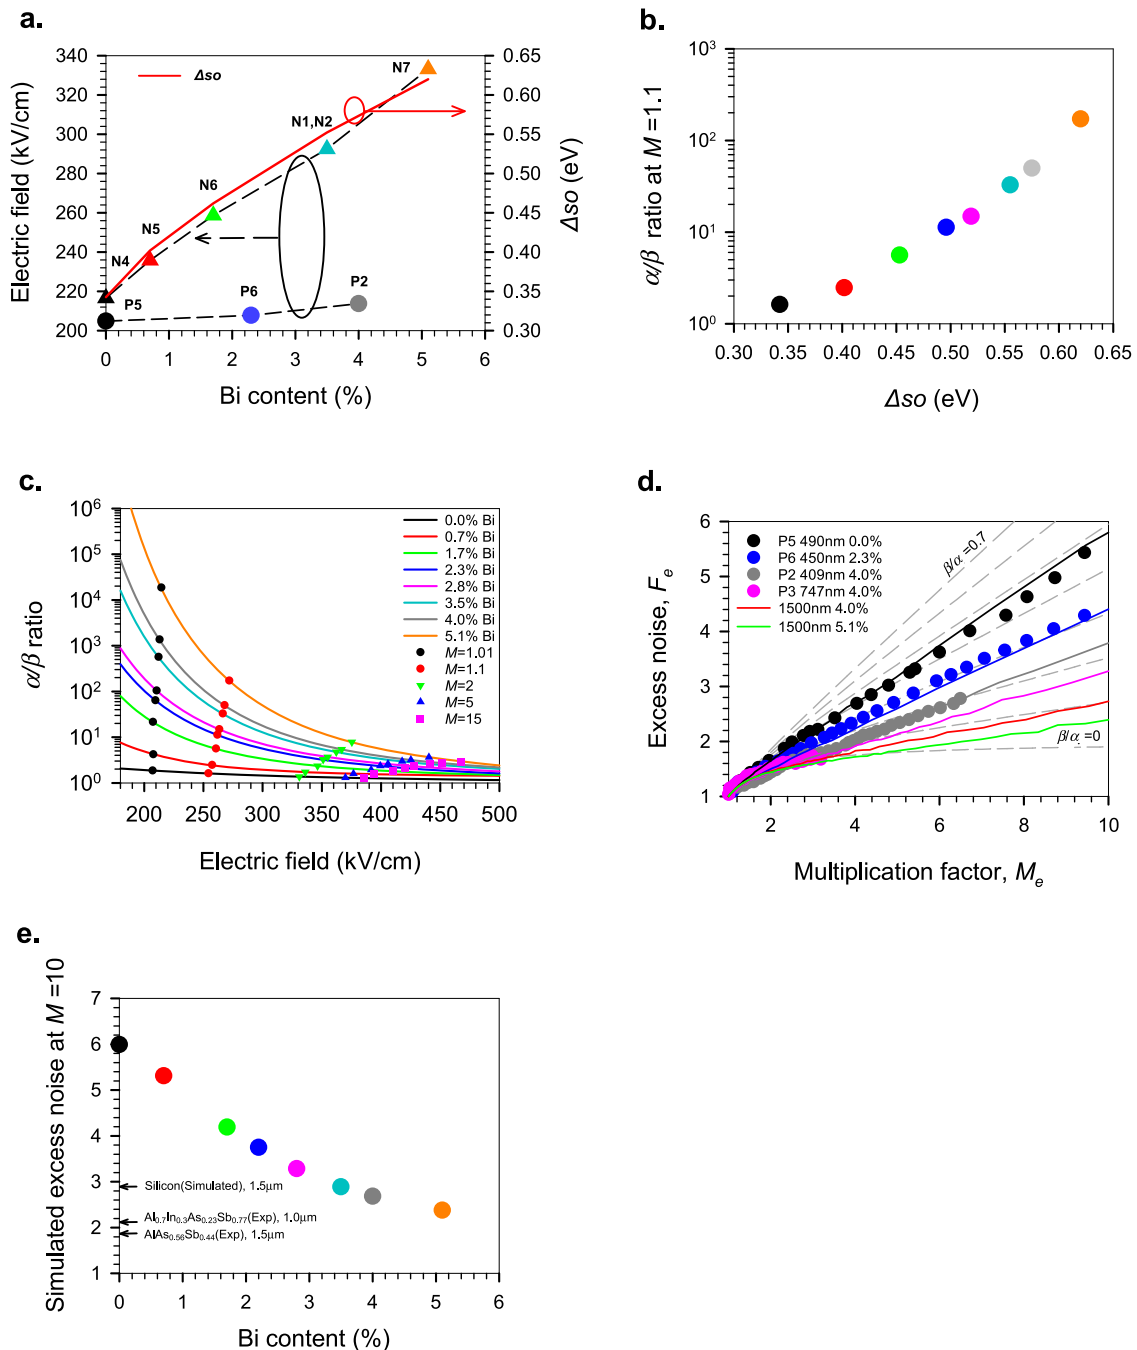 a.
340
320
300
280
260
240
220
200
0.65
0.60
0.55
0.50
0.45
0.40
0.35
0.30
0 1 2 3 4 5 6
Electric field (kV/cm)
Δso (eV)
Bi content (%)
Δso
N4
N5
N6
N1,N2
N7
P5
P6
P2
b.
10³
10²
10¹
10⁰
0.30 0.35 0.40 0.45 0.50 0.55 0.60 0.65
α/β ratio at M =1.1
Δso (eV)
c.
10⁶
10⁵
10⁴
10³
10²
10¹
10⁰
200 250 300 350 400 450 500
α/β ratio
Electric field (kV/cm)
0.0% Bi
0.7% Bi
1.7% Bi
2.3% Bi
2.8% Bi
3.5% Bi
4.0% Bi
5.1% Bi
M=1.01
M=1.1
M=2
M=5
M=15
d.
6
5
4
3
2
1
2 4 6 8 10
Excess noise, Fₑ
Multiplication factor, Mₑ
P5 490nm 0.0%
P6 450nm 2.3%
P2 409nm 4.0%
P3 747nm 4.0%
1500nm 4.0%
1500nm 5.1%
β/α =0.7
β/α =0
e.
7
6
5
4
3
2
1
0 1 2 3 4 5 6
Simulated excess noise at M =10
Bi content (%)
Silicon(Simulated), 1.5μm
Al₀.₇In₀.₃As₀.₂₃Sb₀.₇₇(Exp), 1.0μm
AlAs₀.₅₆Sb₀.₄₄(Exp), 1.5μm